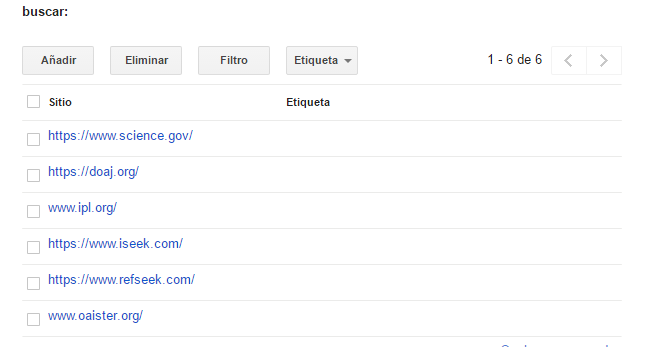 buscar:
Añadir Eliminar Filtro Etiqueta 1 - 6 de 6
Sitio Etiqueta
https://www.science.gov/
https://doaj.org/
www.ipl.org/
https://www.iseek.com/
https://www.refseek.com/
www.oaister.org/